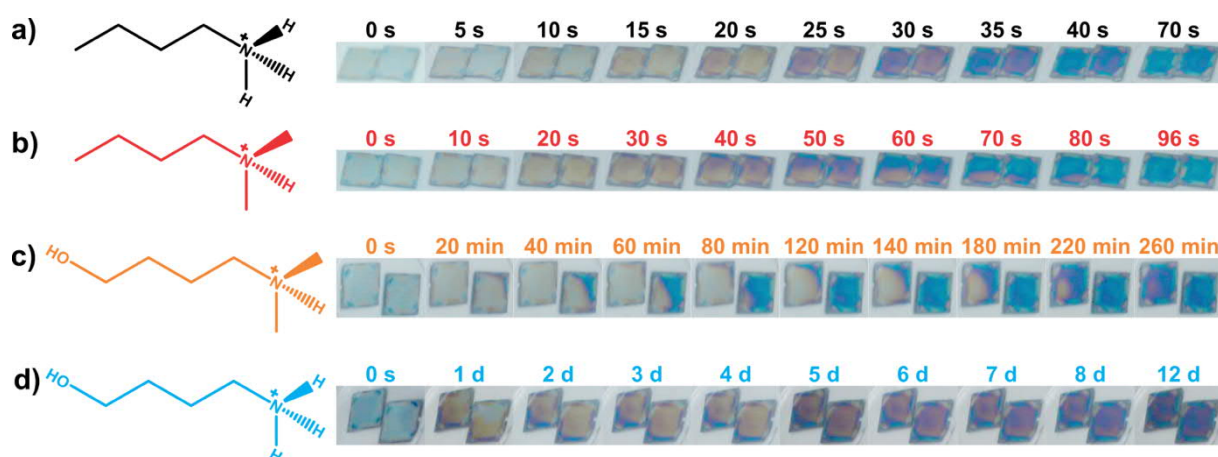 a) N + H H H 0 s 5 s 10 s 15 s 20 s 25 s 30 s 35 s 40 s 70 s
b) N + H 0 s 10 s 20 s 30 s 40 s 50 s 60 s 70 s 80 s 96 s
c) HO N + H 0 s 20 min 40 min 60 min 80 min 120 min 140 min 180 min 220 min 260 min
d) HO N + H H H 0 s 1 d 2 d 3 d 4 d 5 d 6 d 7 d 8 d 12 d